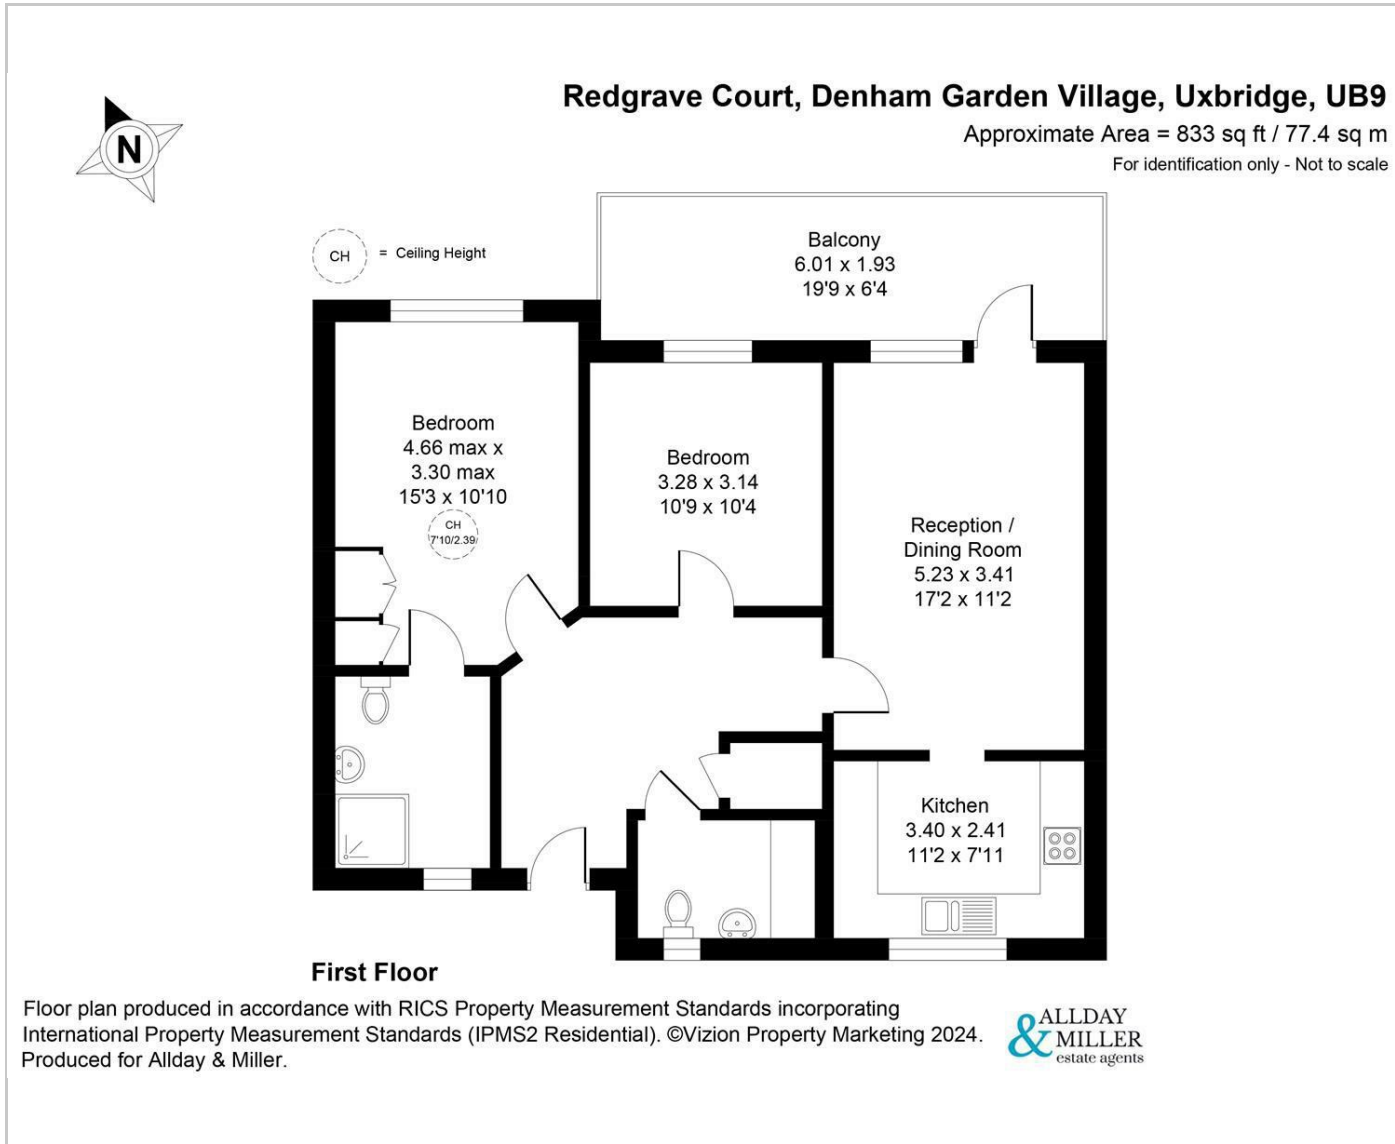 Redgrave Court, Denham Garden Village, Uxbridge, UB9
Approximate Area = 833 sq ft / 77.4 sq m
For identification only - Not to scale
N
CH = Ceiling Height
Balcony
6.01 x 1.93
19'9 x 6'4
Bedroom
4.66 max x
3.30 max
15'3 x 10'10
CH
7'10/2.39
Bedroom
3.28 x 3.14
10'9 x 10'4
Reception /
Dining Room
5.23 x 3.41
17'2 x 11'2
Kitchen
3.40 x 2.41
11'2 x 7'11
First Floor
Floor plan produced in accordance with RICS Property Measurement Standards incorporating
International Property Measurement Standards (IPMS2 Residential). ©Vizion Property Marketing 2024.
Produced for Allday & Miller.
ALLDAY
& MILLER
estate agents